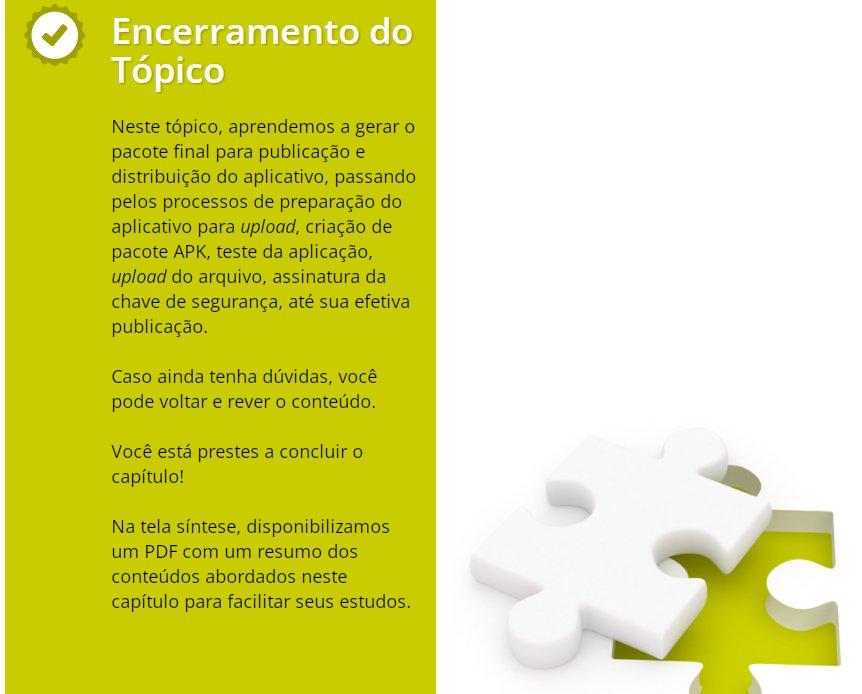 Encerramento do
Tópico
Neste tópico, aprendemos a gerar o
pacote final para publicação e
distribuição do aplicativo, passando
pelos processos de preparação do
aplicativo para upload, criação de
pacote APK, teste da aplicação,
upload do arquivo, assinatura da
chave de segurança, até sua efetiva
publicação.
Caso ainda tenha dúvidas, você
pode voltar e rever o conteúdo.
Você está prestes a concluir o
capítulo!
Na tela síntese, disponibilizamos
um PDF com um resumo dos
conteúdos abordados neste
capítulo para facilitar seus estudos.